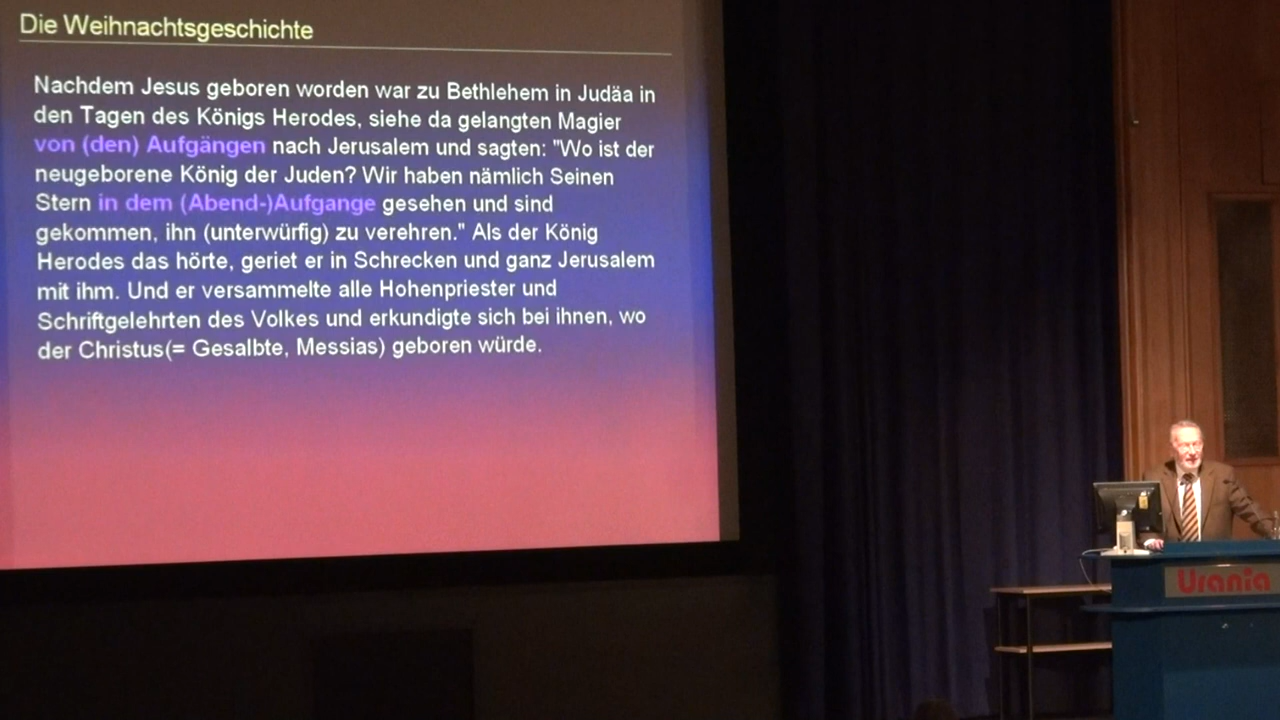 Die Weihnachtsgeschichte
Nachdem Jesus geboren worden war zu Bethlehem in Judäa in
den Tagen des Königs Herodes, siehe da gelangten Magier
von (den) Aufgängen nach Jerusalem und sagten: "Wo ist der
neugeborene König der Juden? Wir haben nämlich Seinen
Stern in dem (Abend-)Aufgange gesehen und sind
gekommen, ihn (unterwürfig) zu verehren." Als der König
Herodes das hörte, geriet er in Schrecken und ganz Jerusalem
mit ihm. Und er versammelte alle Hohenpriester und
Schriftgelehrten des Volkes und erkundigte sich bei ihnen, wo
der Christus(= Gesalbte, Messias) geboren würde.
Urania